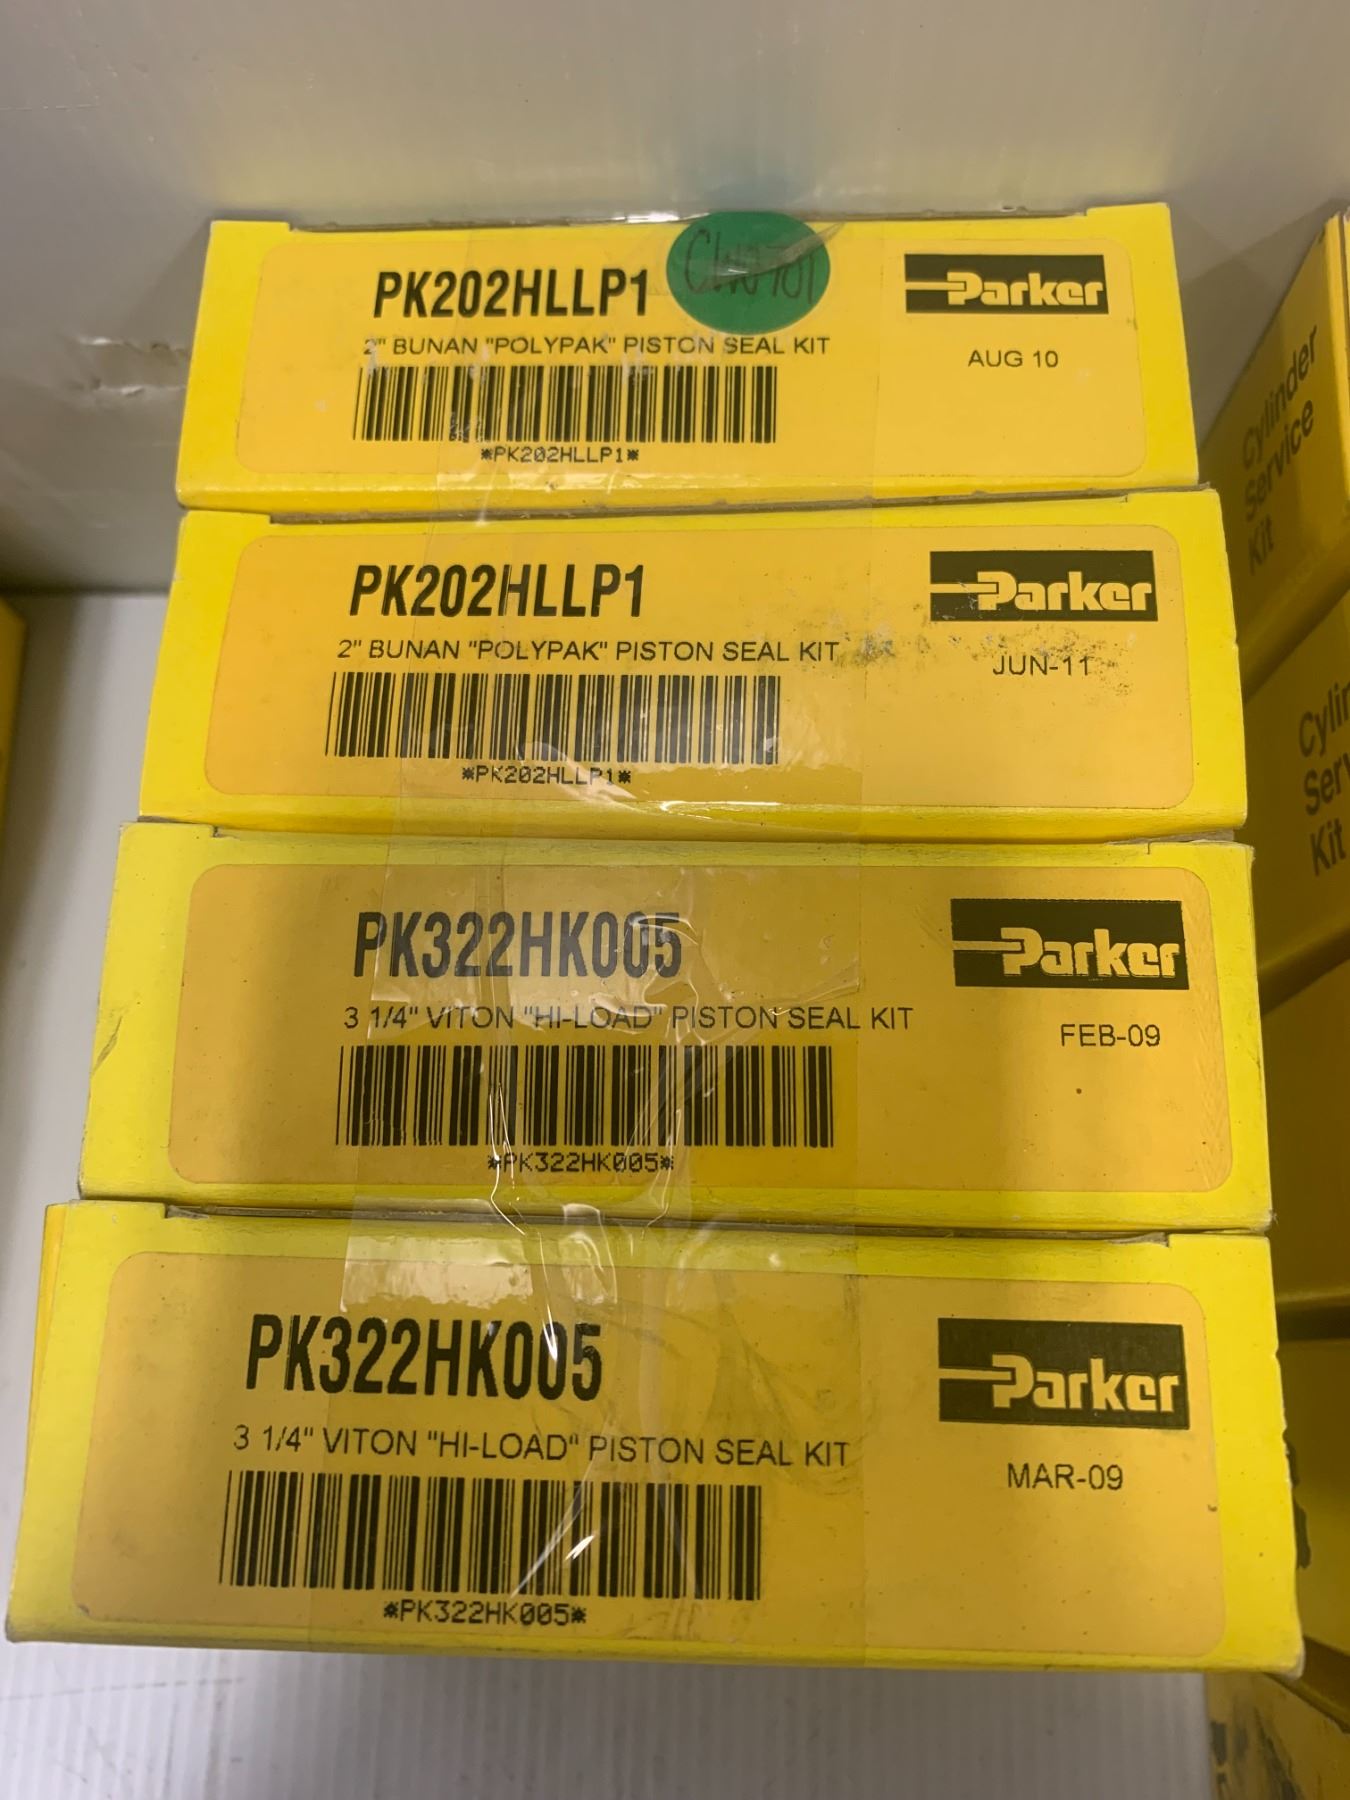 PK202HLLP1
Parker
2" BUNAN "POLYPAK" PISTON SEAL KIT
AUG 10
*PK202HLLP1*
PK202HLLP1
Parker
2" BUNAN "POLYPAK" PISTON SEAL KIT
JUN-11
*PK202HLLP1*
PK322HK005
Parker
3 1/4" VITON "HI-LOAD" PISTON SEAL KIT
FEB-09
*PK322HK005*
PK322HK005
Parker
3 1/4" VITON "HI-LOAD" PISTON SEAL KIT
MAR-09
*PK322HK005*
Cylinder
Service
Kit
Kit